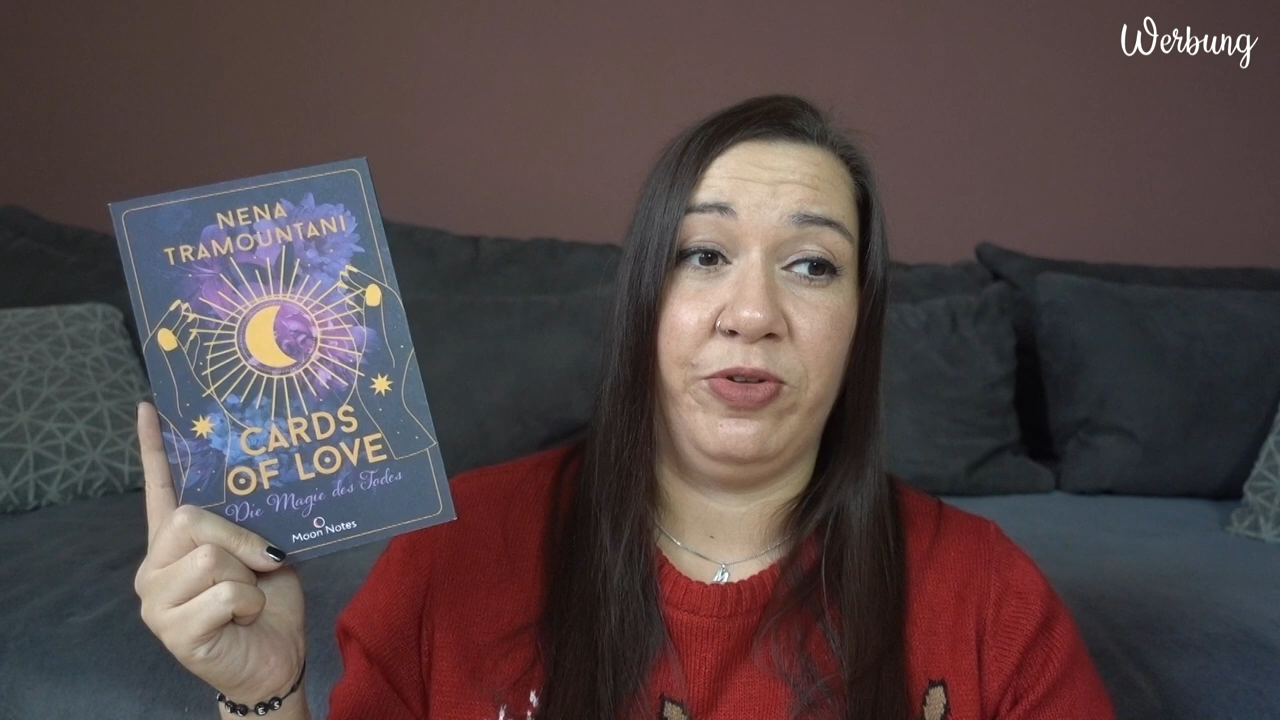 Werbung
NENA
TRAMOUNTANI
CARDS
OF LOVE
Die Magie des Todes
Moon Notes